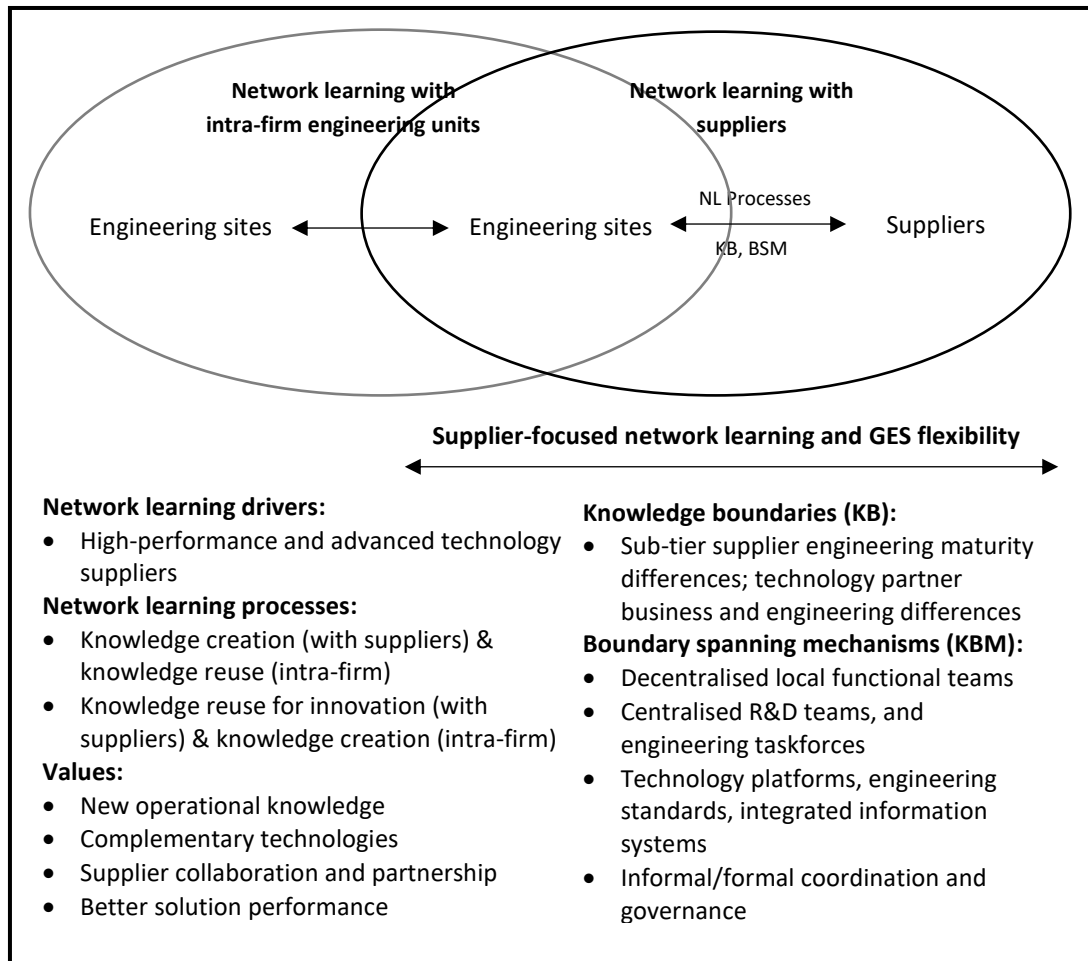 Network learning with
intra-firm engineering units
Network learning with
suppliers
Engineering sites
Engineering sites
NL Processes
KB, BSM
Suppliers
Supplier-focused network learning and GES flexibility
Network learning drivers:
• High-performance and advanced technology
suppliers
Network learning processes:
• Knowledge creation (with suppliers) &
knowledge reuse (intra-firm)
• Knowledge reuse for innovation (with
suppliers) & knowledge creation (intra-firm)
Values:
• New operational knowledge
• Complementary technologies
• Supplier collaboration and partnership
• Better solution performance
Knowledge boundaries (KB):
• Sub-tier supplier engineering maturity
differences; technology partner
business and engineering differences
Boundary spanning mechanisms (KBM):
• Decentralised local functional teams
• Centralised R&D teams, and
engineering taskforces
• Technology platforms, engineering
standards, integrated information
systems
• Informal/formal coordination and
governance